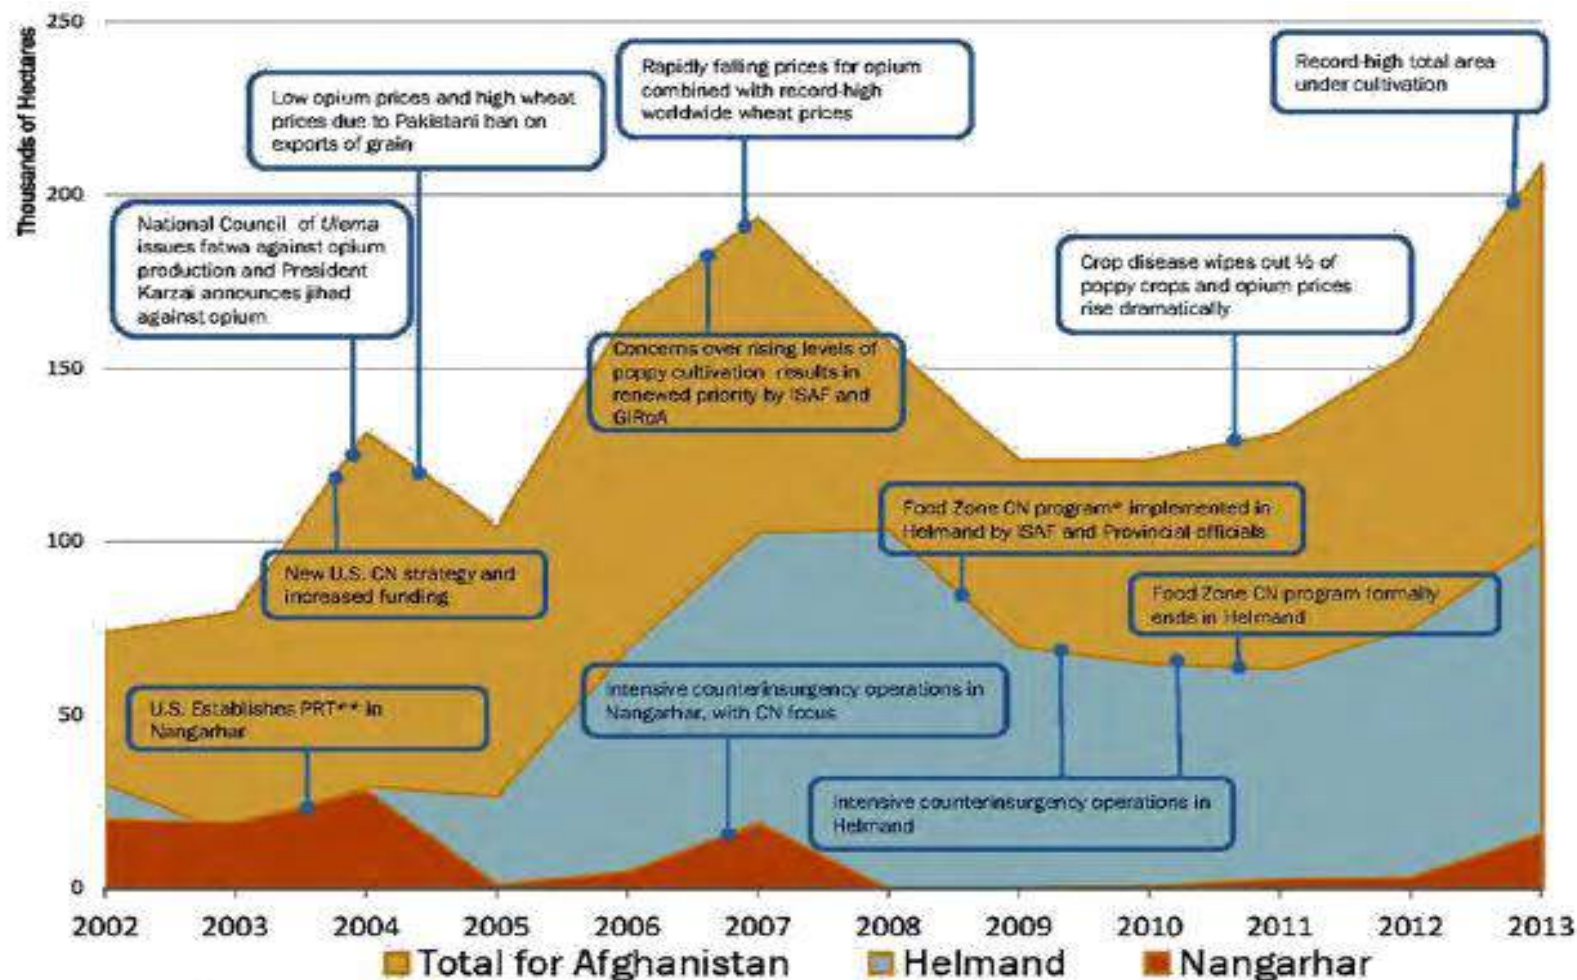 Thousands of Hectares
250
200
150
100
50
0
National Council of Ulema
issues fatwa against opium
production and President
Karzai announces jihad
against opium
Low opium prices and high wheat
prices due to Pakistani ban on
exports of grain
Rapidly falling prices for opium
combined with record-high
worldwide wheat prices
Record-high total area
under cultivation
Crop disease wipes out ½ of
poppy crops and opium prices
rise dramatically
Concerns over rising levels of
poppy cultivation results in
renewed priority by ISAF and
GIRoA
New U.S. CN strategy and
increased funding
Food Zone CN program* implemented in
Helmand by ISAF and Provincial officials
Food Zone CN program formally
ends in Helmand
U.S. Establishes PRT** in
Nangarhar
Intensive counterinsurgency operations in
Nangarhar, with CN focus
Intensive counterinsurgency operations in
Helmand
2002 2003 2004 2005 2006 2007 2008 2009 2010 2011 2012 2013
Total for Afghanistan Helmand Nangarhar